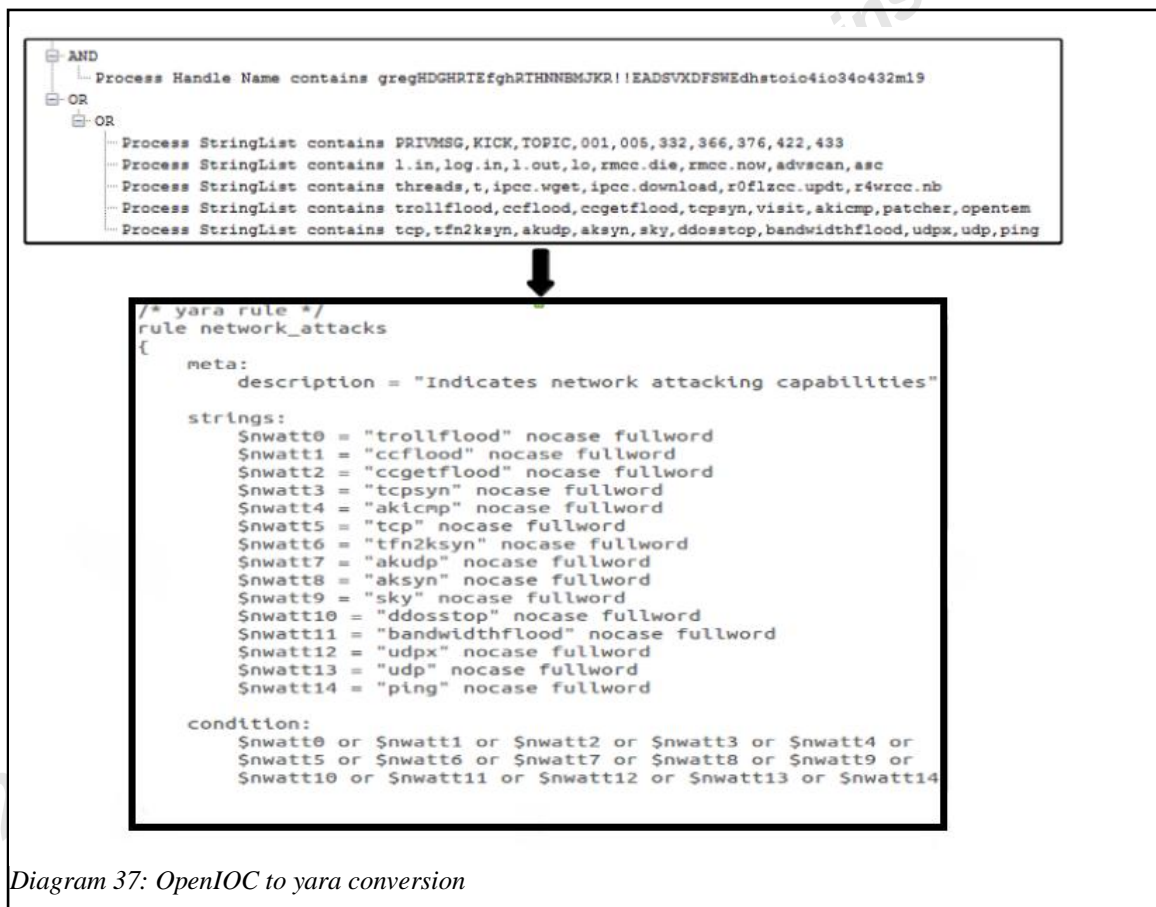 AND
Process Handle Name contains gregHDGHRTEfghRTHNNBMJKR!!EADSVXDFSWEdhstoio4io34o432m19
OR
OR
Process StringList contains PRIVMSG,KICK,TOPIC,001,005,332,366,376,422,433
Process StringList contains l.in,log.in,l.out,lo,rmcc.die,rmcc.now,advscan,asc
Process StringList contains threads,t,ipcc.wget,ipcc.download,r0flzcc.updt,r4wrcc.nb
Process StringList contains trollflood,ccflood,ccgetflood,tcpsyn,visit,akicmp,patcher,opentem
Process StringList contains tcp,tfn2ksyn,akudp,aksyn,sky,ddosstop,bandwidthflood,udpx,udp,ping
/* yara rule */
rule network_attacks
{
meta:
description = "Indicates network attacking capabilities"
strings:
$nwatt0 = "trollflood" nocase fullword
$nwatt1 = "ccflood" nocase fullword
$nwatt2 = "ccgetflood" nocase fullword
$nwatt3 = "tcpsyn" nocase fullword
$nwatt4 = "akicmp" nocase fullword
$nwatt5 = "tcp" nocase fullword
$nwatt6 = "tfn2ksyn" nocase fullword
$nwatt7 = "akudp" nocase fullword
$nwatt8 = "aksyn" nocase fullword
$nwatt9 = "sky" nocase fullword
$nwatt10 = "ddosstop" nocase fullword
$nwatt11 = "bandwidthflood" nocase fullword
$nwatt12 = "udpx" nocase fullword
$nwatt13 = "udp" nocase fullword
$nwatt14 = "ping" nocase fullword
condition:
$nwatt0 or $nwatt1 or $nwatt2 or $nwatt3 or $nwatt4 or
$nwatt5 or $nwatt6 or $nwatt7 or $nwatt8 or $nwatt9 or
$nwatt10 or $nwatt11 or $nwatt12 or $nwatt13 or $nwatt14
Diagram 37: OpenIOC to yara conversion